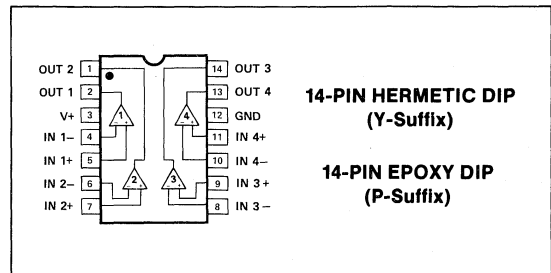 OUT 2 1 14 OUT 3
OUT 1 2 13 OUT 4
V+ 3 1 4 12 GND
IN 1– 4 – + – + 11 IN 4+
IN 1+ 5 10 IN 4–
IN 2– 6 2 3 9 IN 3+
IN 2+ 7 – + – + 8 IN 3–
14-PIN HERMETIC DIP
(Y-Suffix)
14-PIN EPOXY DIP
(P-Suffix)